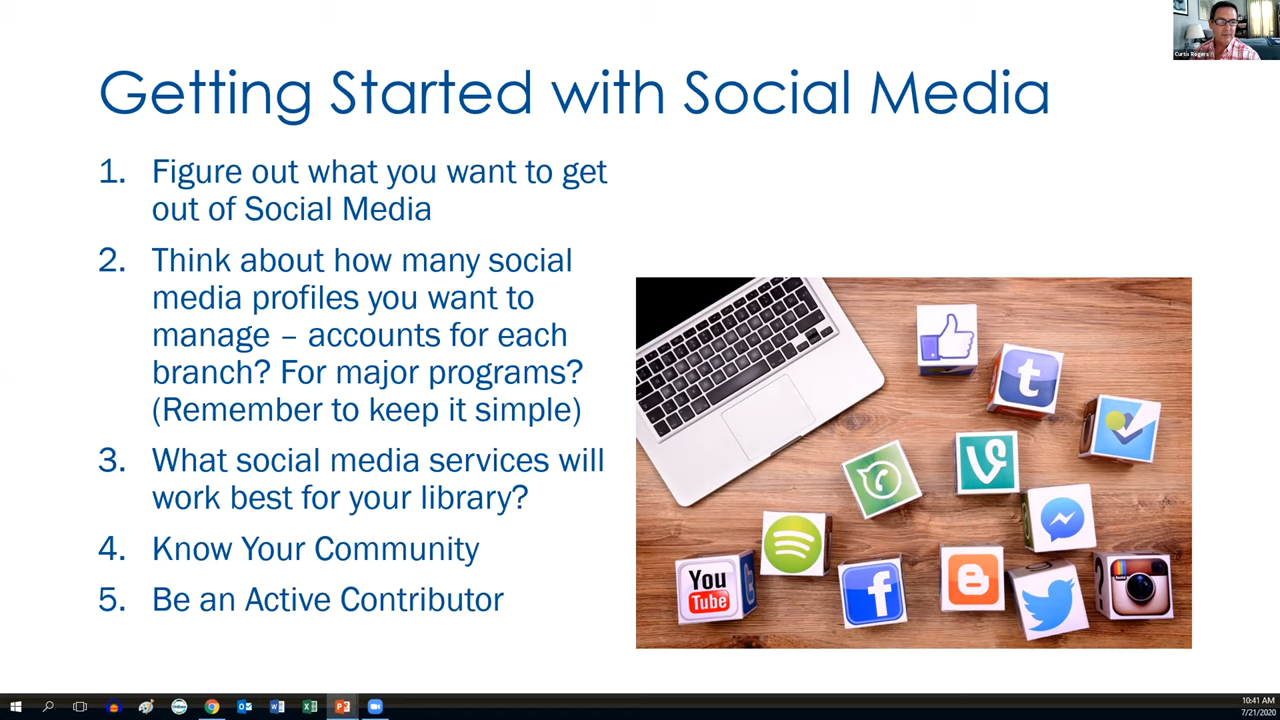 Curtis Rogers
Getting Started with Social Media
1. Figure out what you want to get
out of Social Media
2. Think about how many social
media profiles you want to
manage – accounts for each
branch? For major programs?
(Remember to keep it simple)
3. What social media services will
work best for your library?
4. Know Your Community
5. Be an Active Contributor
You
Tube
10:41 AM
7/21/2020